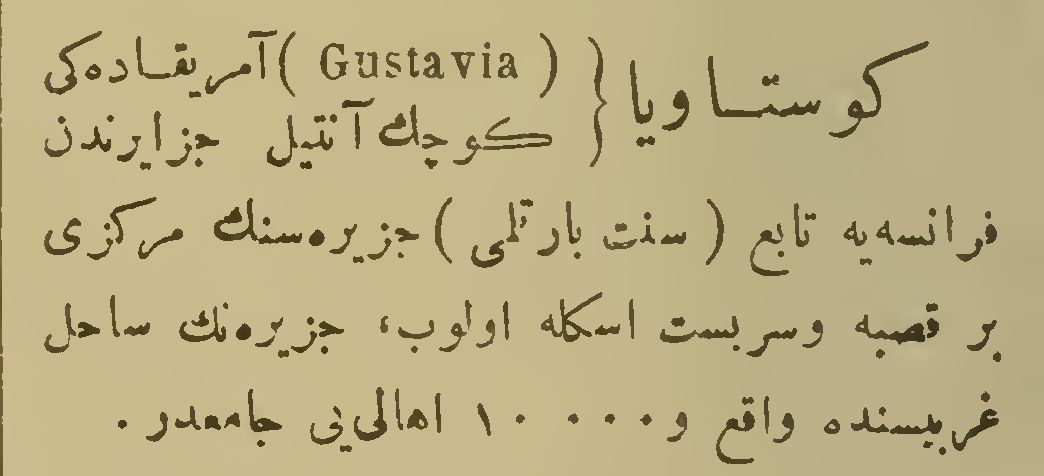 كوستاويا { (Gustavia) آمريقاده‌كى
كوچك آنتيل جزايرندن
فرانسه‌يه تابع (سنت بارتلمى) جزيره‌سنك مركزى
بر قصبه وسربست اسكله اولوب، جزيره‌نك ساحل
غربيسنده واقع و ١٠٠٠٠ اهالى‌يى جامعدر.